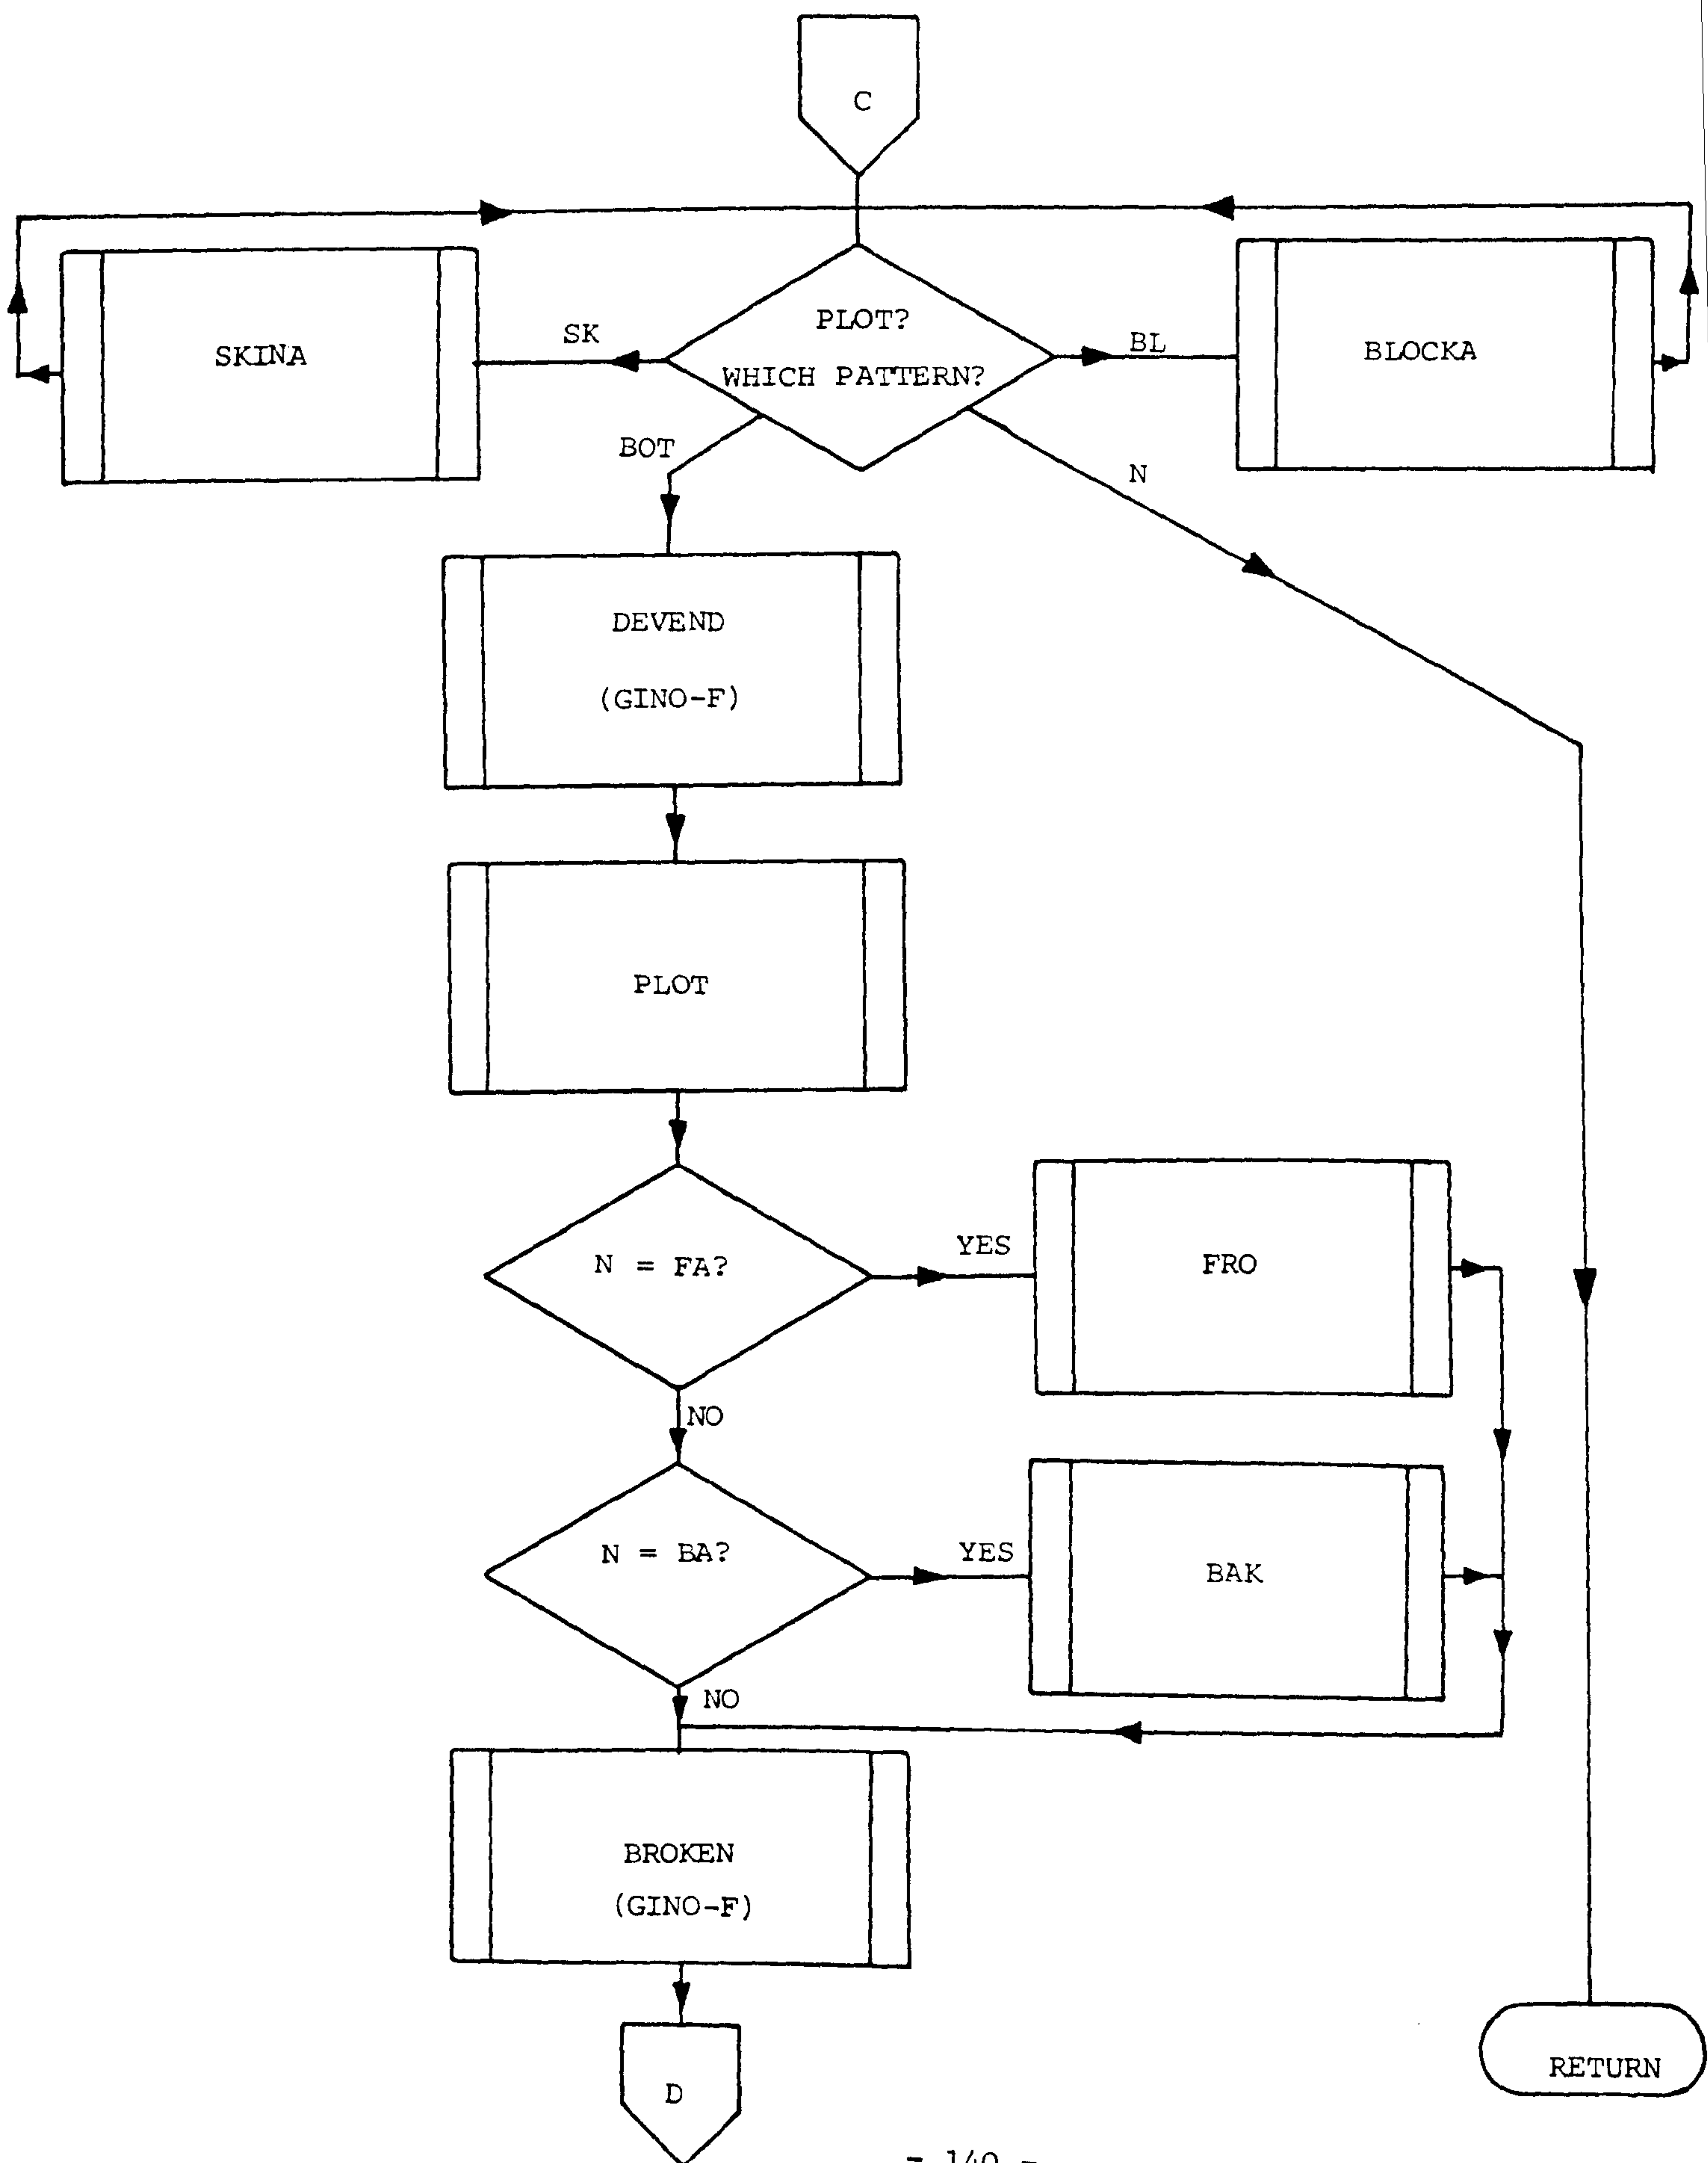 C
PLOT?
WHICH PATTERN?
SK
SKINA
BL
BLOCKA
BOT
N
DEVEND
(GINO-F)
PLOT
N = FA?
YES
FRO
NO
N = BA?
YES
BAK
NO
BROKEN
(GINO-F)
D
RETURN
- 140 -